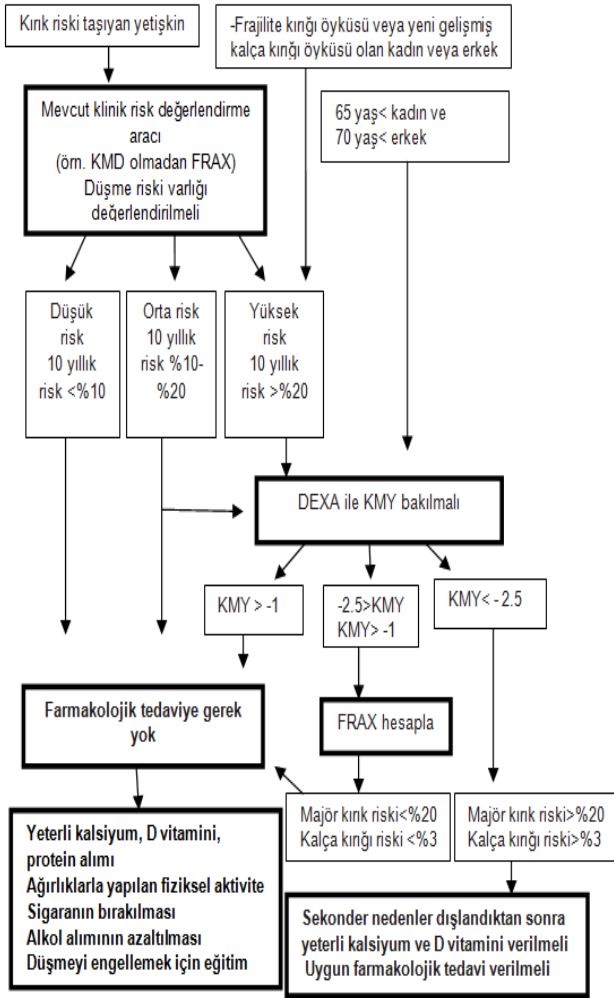 Kırık riski taşıyan yetişkin
-Frajilite kırığı öyküsü veya yeni gelişmiş
kalça kırığı öyküsü olan kadın veya erkek
Mevcut klinik risk değerlendirme
aracı
(örn. KMD olmadan FRAX)
Düşme riski varlığı
değerlendirilmeli
65 yaş< kadın ve
70 yaş< erkek
Düşük
risk
10 yıllık
risk <%10
Orta risk
10 yıllık
risk %10-
%20
Yüksek
risk
10 yıllık
risk >%20
DEXA ile KMY bakılmalı
KMY > -1
-2.5>KMY
KMY> -1
KMY< - 2.5
Farmakolojik tedaviye gerek
yok
FRAX hesapla
Majör kırık riski<%20
Kalça kırığı riski <%3
Majör kırık riski>%20
Kalça kırığı riski>%3
Yeterli kalsiyum, D vitamini,
protein alımı
Ağırlıklarla yapılan fiziksel aktivite
Sigaranın bırakılması
Alkol alımının azaltılması
Düşmeyi engellemek için eğitim
Sekonder nedenler dışlandıktan sonra
yeterli kalsiyum ve D vitamini verilmeli
Uygun farmakolojik tedavi verilmeli